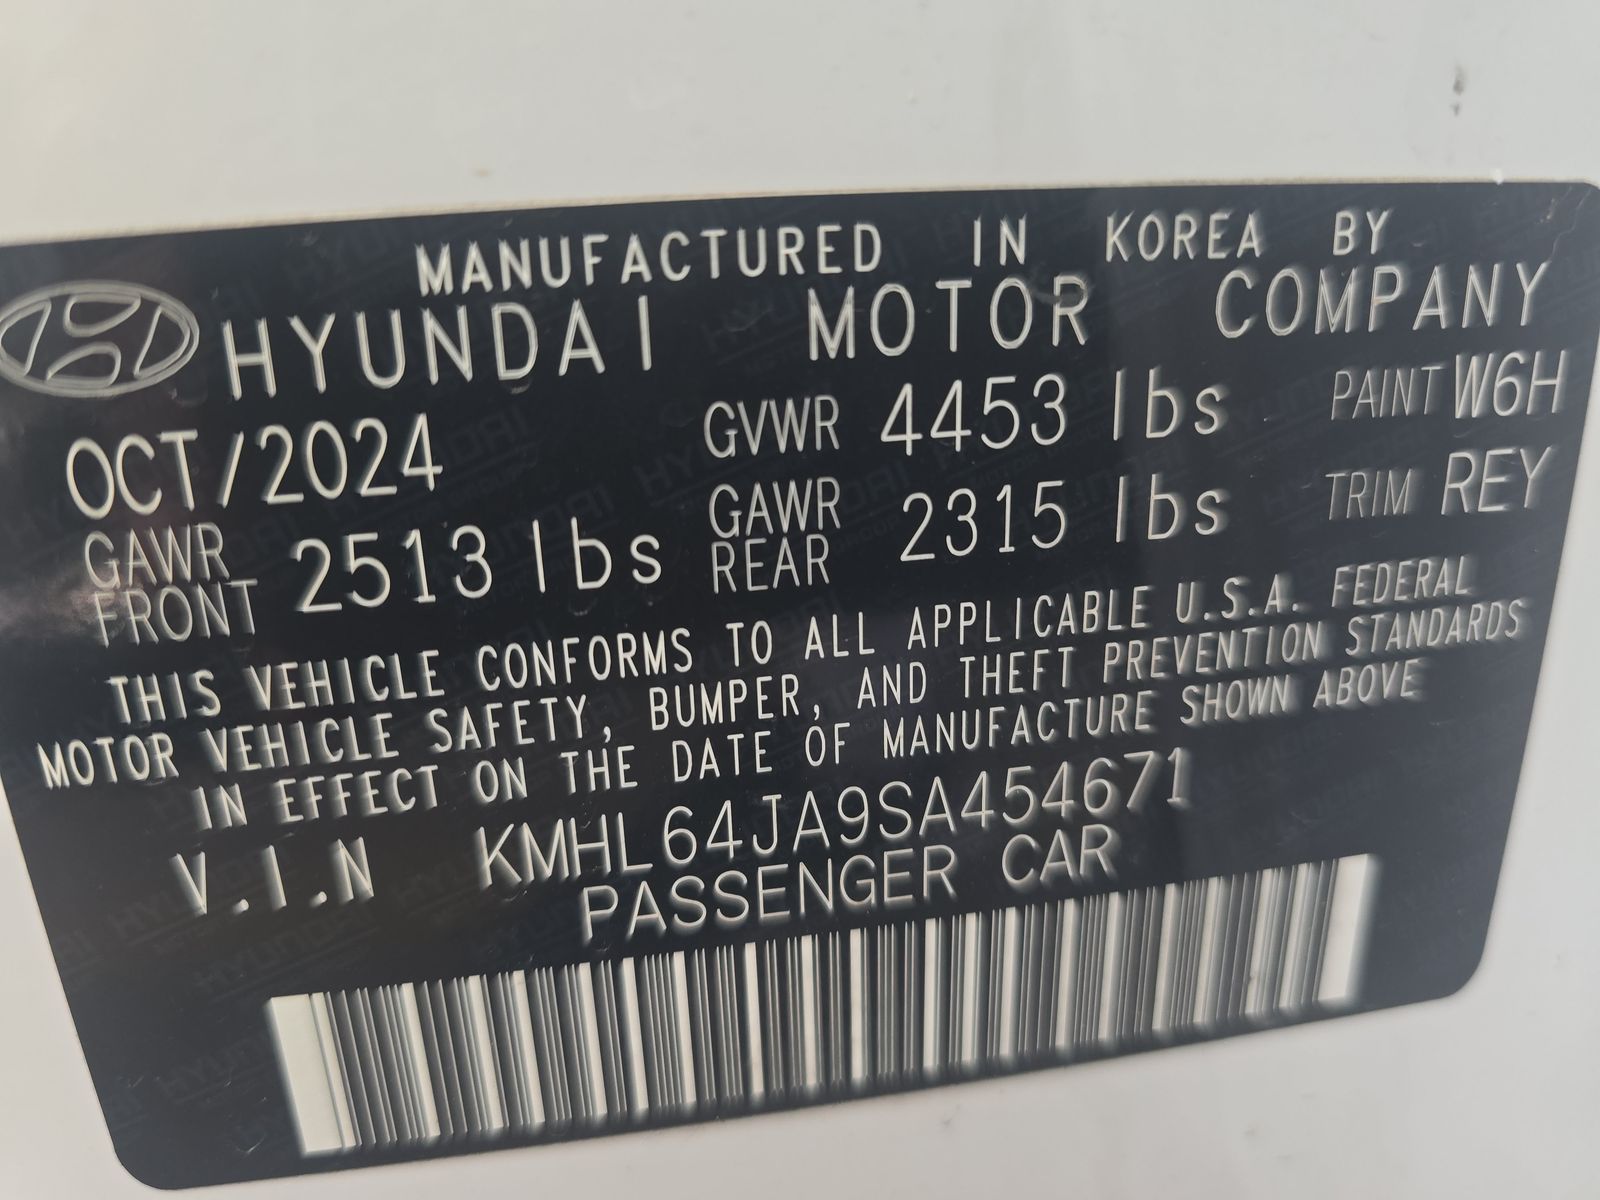 MANUFACTURED IN KOREA BY
HYUNDAI MOTOR COMPANY
OCT/2024 GVWR 4453 lbs PAINT W6H
GAWR FRONT 2513 lbs GAWR REAR 2315 lbs TRIM REY
THIS VEHICLE CONFORMS TO ALL APPLICABLE U.S.A. FEDERAL
MOTOR VEHICLE SAFETY, BUMPER, AND THEFT PREVENTION STANDARDS
IN EFFECT ON THE DATE OF MANUFACTURE SHOWN ABOVE
V.I.N KMHL64JA9SA454671
PASSENGER CAR